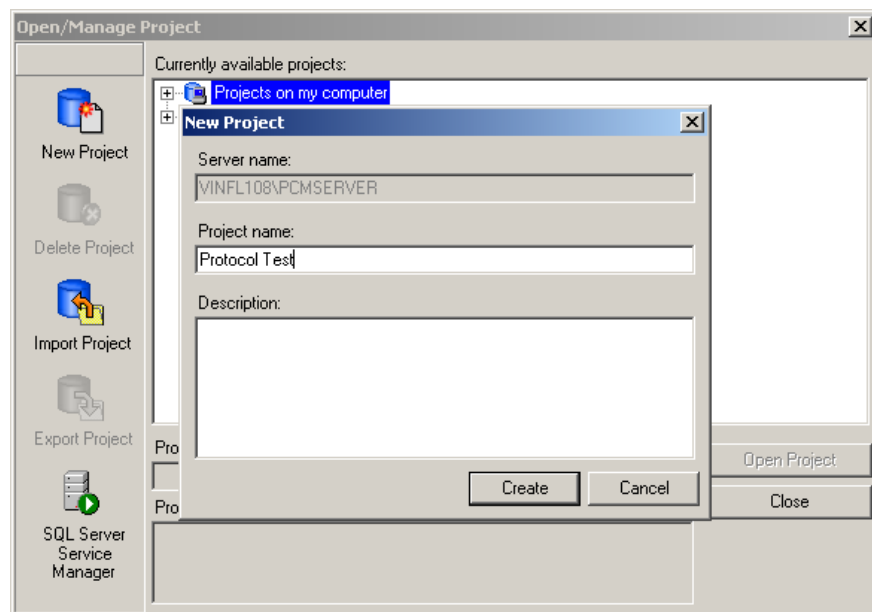 Open/Manage Project
Currently available projects:
Projects on my computer
New Project
Delete Project
Import Project
Export Project
SQL Server
Service
Manager
New Project
Server name:
VINFL108\PCMSERVER
Project name:
Protocol Test
Description:
Create
Cancel
Pro
Pro
Open Project
Close